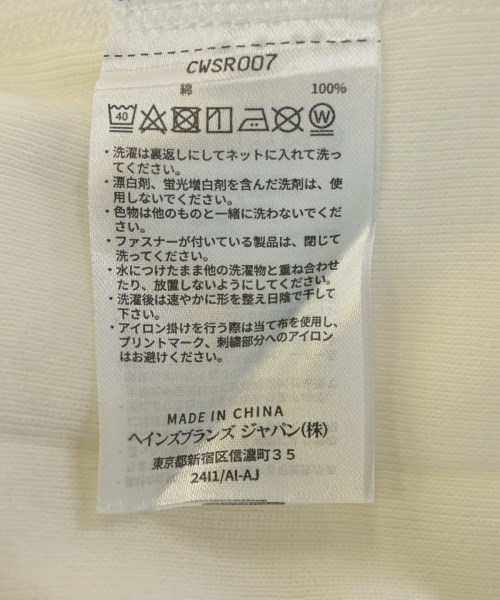 CWSR007
綿 100%
40 W
・洗濯は裏返しにしてネットに入れて洗っ
てください。
・漂白剤、蛍光増白剤を含んだ洗剤は、使
用しないでください。
・色物は他のものと一緒に洗わないでくだ
さい。
・ファスナーが付いている製品は、閉じて
洗ってください。
・水につけたまま他の洗濯物と重ね合わせ
たり、放置しないようにしてください。
・洗濯後は速やかに形を整え日陰で干して
下さい。
・アイロン掛けを行う際は当て布を使用し、
プリントマーク、刺繍部分へのアイロン
はお避けください。
MADE IN CHINA
ヘインズブランズ ジャパン(株)
東京都新宿区信濃町35
24I1/AI-AJ